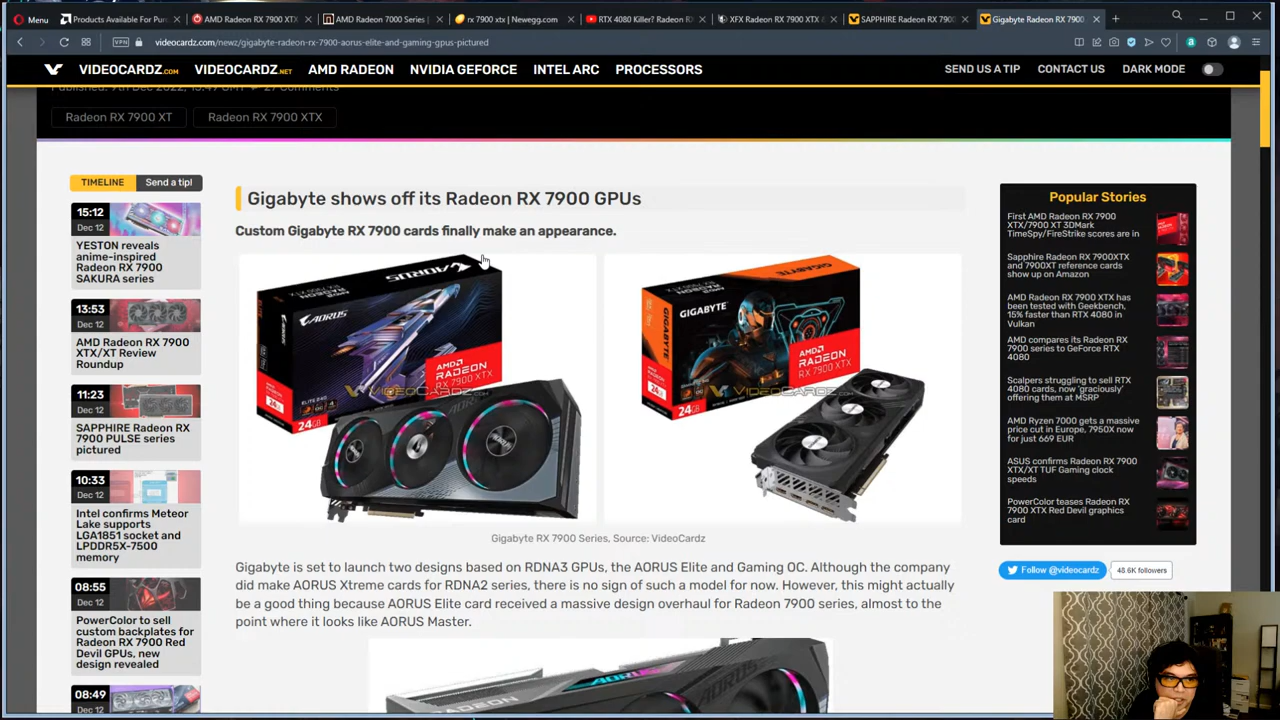 Menu
Products Available For Pur
AMD Radeon RX 7900 XT
AMD Radeon 7000 Series |
rx 7900 xtx | Newegg.com
RTX 4080 Killer? Radeon R
XFX Radeon RX 7900 XTX &
SAPPHIRE Radeon RX 7900
Gigabyte Radeon RX 7900
VPN
videocardz.com/newz/gigabyte-radeon-rx-7900-aorus-elite-and-gaming-gpus-pictured
VIDEOCARDZ.COM
VIDEOCARDZ.NET
AMD RADEON
NVIDIA GEFORCE
INTEL ARC
PROCESSORS
SEND US A TIP
CONTACT US
DARK MODE
Radeon RX 7900 XT
Radeon RX 7900 XTX
TIMELINE
Send a tip!
15:12
Dec 12
YESTON reveals
anime-inspired
Radeon RX 7900
SAKURA series
13:53
Dec 12
AMD Radeon RX 7900
XTX/XT Review
Roundup
11:23
Dec 12
SAPPHIRE Radeon RX
7900 PULSE series
pictured
10:33
Dec 12
Intel confirms Meteor
Lake supports
LGA1851 socket and
LPDDR5X-7500
memory
08:55
Dec 12
PowerColor to sell
custom backplates for
Radeon RX 7900 Red
Devil GPUs, new
design revealed
08:49
Gigabyte shows off its Radeon RX 7900 GPUs
Custom Gigabyte RX 7900 cards finally make an appearance.
AORUS
AORUS
AMD
RADEON
RX 7900 XTX
24GB
VIDEOCARDZ.COM
GIGABYTE
GIGABYTE
AMD
RADEON
RX 7900 XTX
24GB
VIDEOCARDZ.COM
Gigabyte RX 7900 Series, Source: VideoCardz
Gigabyte is set to launch two designs based on RDNA3 GPUs, the AORUS Elite and Gaming OC. Although the company
did make AORUS Xtreme cards for RDNA2 series, there is no sign of such a model for now. However, this might actually
be a good thing because AORUS Elite card received a massive design overhaul for Radeon 7900 series, almost to the
point where it looks like AORUS Master.
AORUS
Popular Stories
First AMD Radeon RX 7900
XTX/7900 XT 3DMark
TimeSpy/FireStrike scores are in
Sapphire Radeon RX 7900XTX
and 7900XT reference cards
show up on Amazon
AMD Radeon RX 7900 XTX has
been tested with Geekbench,
15% faster than RTX 4080 in
Vulkan
AMD compares its Radeon RX
7900 series to GeForce RTX
4080
Scalpers struggling to sell RTX
4080 cards, now 'graciously'
offering them at MSRP
AMD Ryzen 7000 gets a massive
price cut in Europe, 7950X now
for just 669 EUR
ASUS confirms Radeon RX 7900
XTX/XT TUF Gaming clock
speeds
PowerColor teases Radeon RX
7900 XTX Red Devil graphics
card
Follow @videocardz
48.6K followers